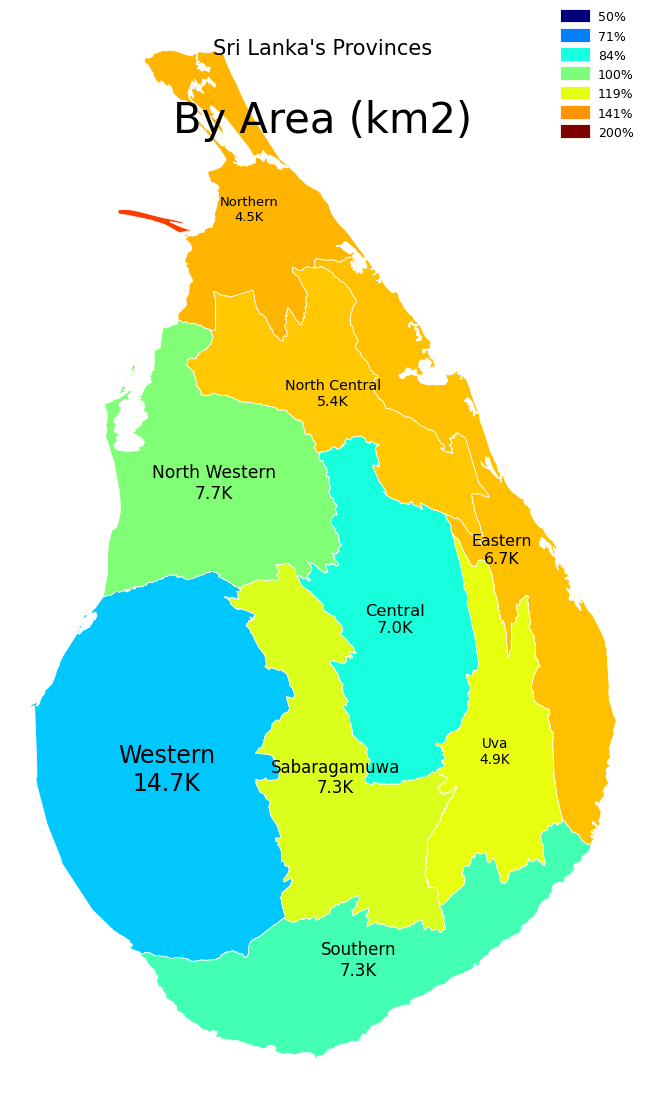 Sri Lanka's Provinces
By Area (km2)
50%
71%
84%
100%
119%
141%
200%
Northern
4.5K
North Central
5.4K
North Western
7.7K
Eastern
6.7K
Central
7.0K
Western
14.7K
Sabaragamuwa
7.3K
Uva
4.9K
Southern
7.3K